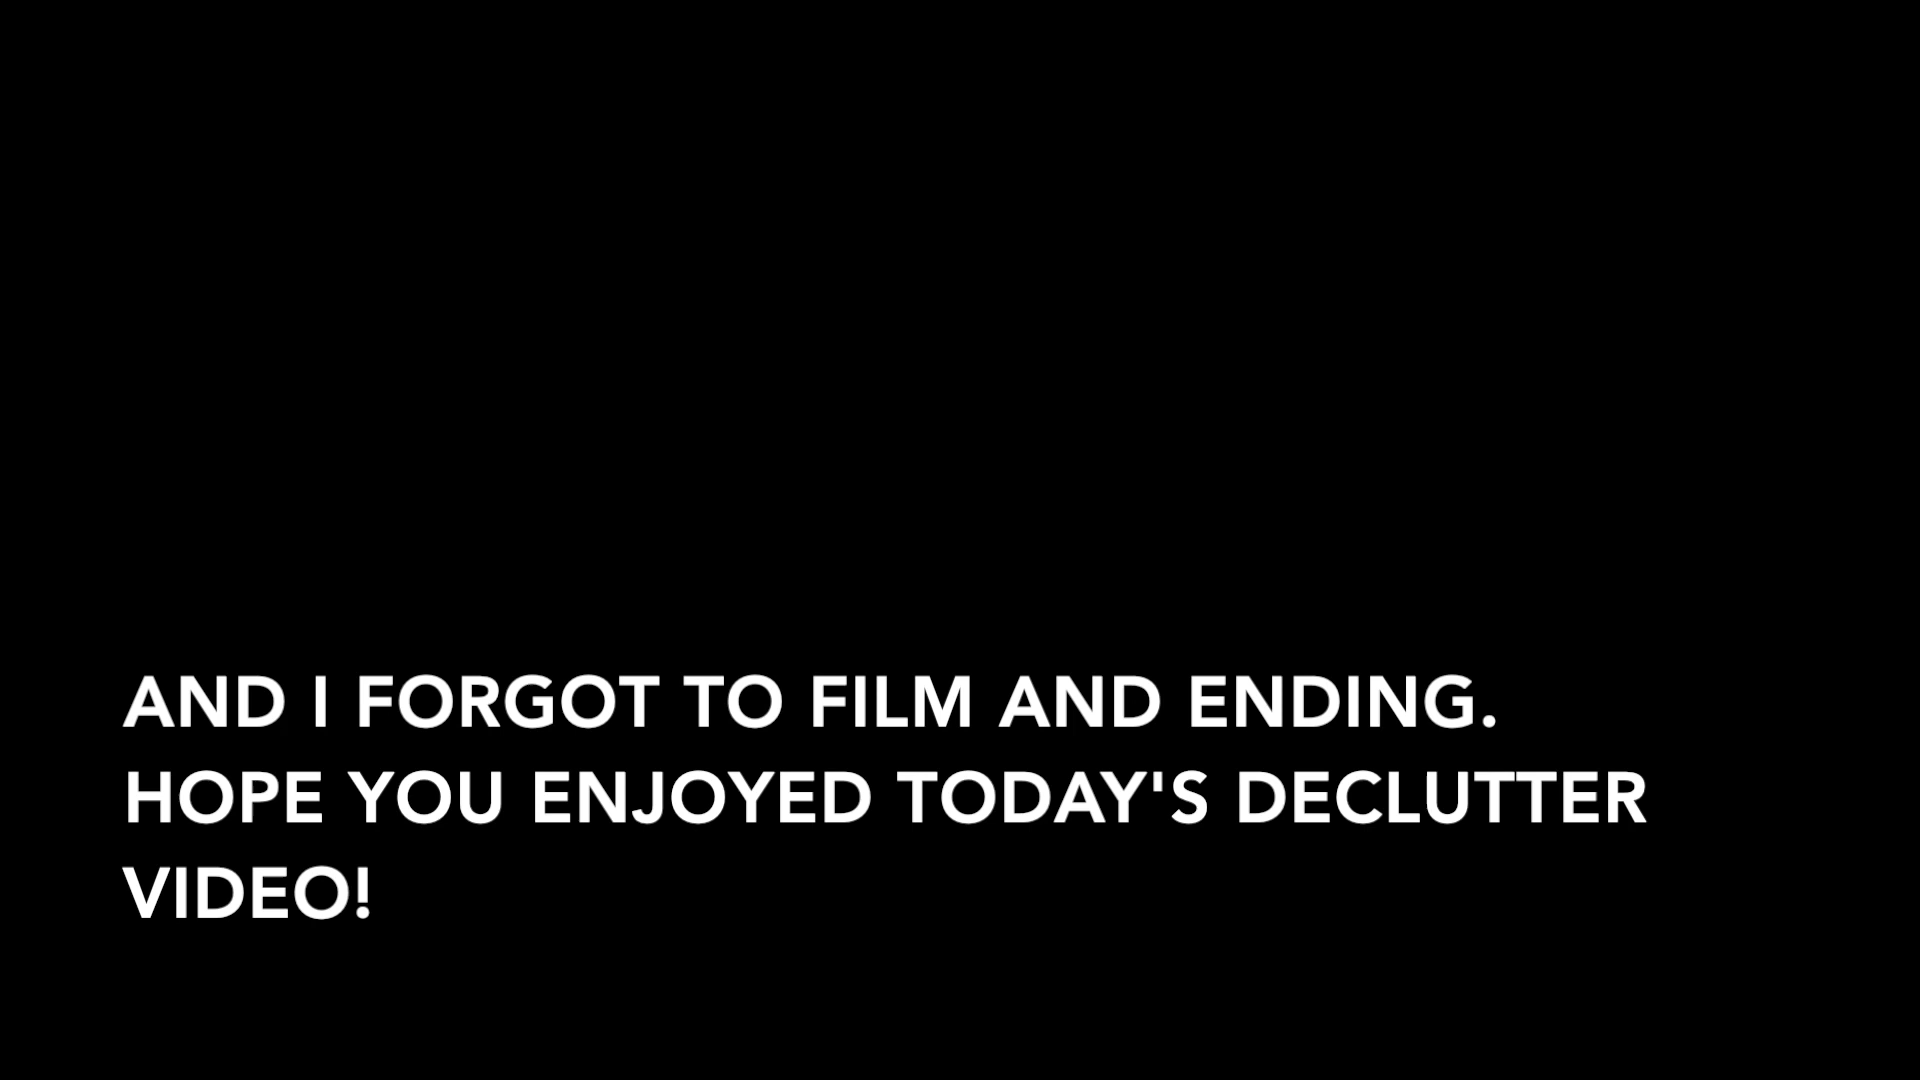 AND I FORGOT TO FILM AND ENDING.
HOPE YOU ENJOYED TODAY'S DECLUTTER
VIDEO!